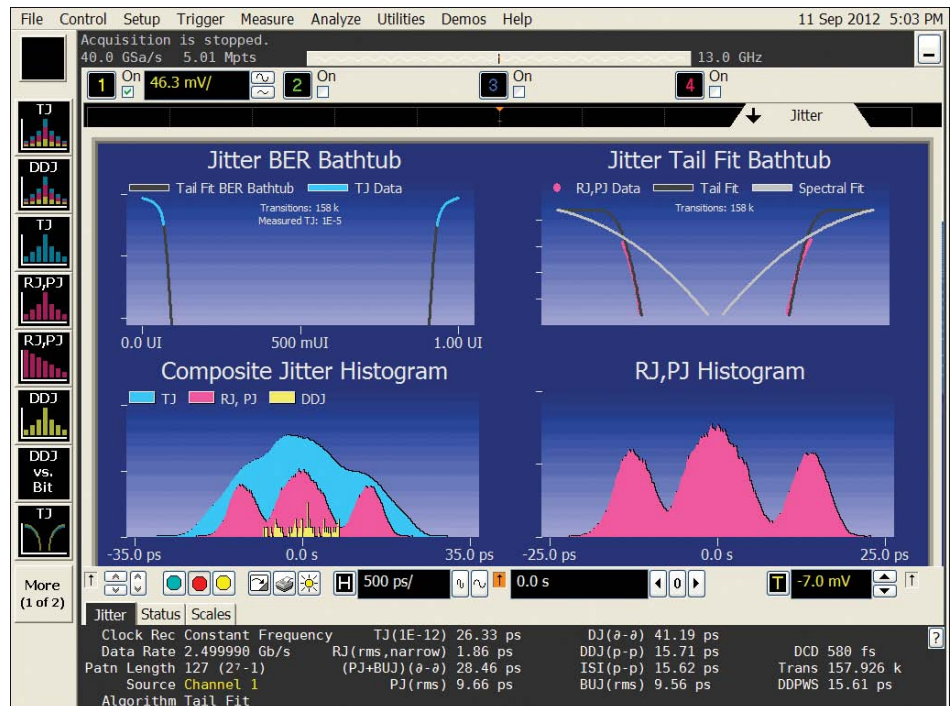 File Control Setup Trigger Measure Analyze Utilities Demos Help 11 Sep 2012 5:03 PM
Acquisition is stopped.
40.0 GSa/s 5.01 Mpts 13.0 GHz
1 On 46.3 mV/ 2 On 3 On 4 On
Jitter
TJ
DDJ
TJ
RJ,PJ
RJ,PJ
DDJ
DDJ
vs.
Bit
TJ
More
(1 of 2)
Jitter BER Bathtub
Tail Fit BER Bathtub TJ Data
Transitions: 158 k
Measured TJ: 1E-5
0.0 UI 500 mUI 1.00 UI
Jitter Tail Fit Bathtub
RJ,PJ Data Tail Fit Spectral Fit
Transitions: 158 k
Composite Jitter Histogram
TJ RJ, PJ DDJ
-35.0 ps 0.0 s 35.0 ps
RJ,PJ Histogram
-25.0 ps 0.0 s 25.0 ps
H 500 ps/ 0.0 s 0 T -7.0 mV
Jitter Status Scales ?
Clock Rec Constant Frequency TJ(1E-12) 26.33 ps DJ(∂-∂) 41.19 ps
Data Rate 2.499990 Gb/s RJ(rms,narrow) 1.86 ps DDJ(p-p) 15.71 ps DCD 580 fs
Patn Length 127 (2⁷-1) (PJ+BUJ)(∂-∂) 28.46 ps ISI(p-p) 15.62 ps Trans 157.926 k
Source Channel 1 PJ(rms) 9.66 ps BUJ(rms) 9.56 ps DDPWS 15.61 ps
Algorithm Tail Fit